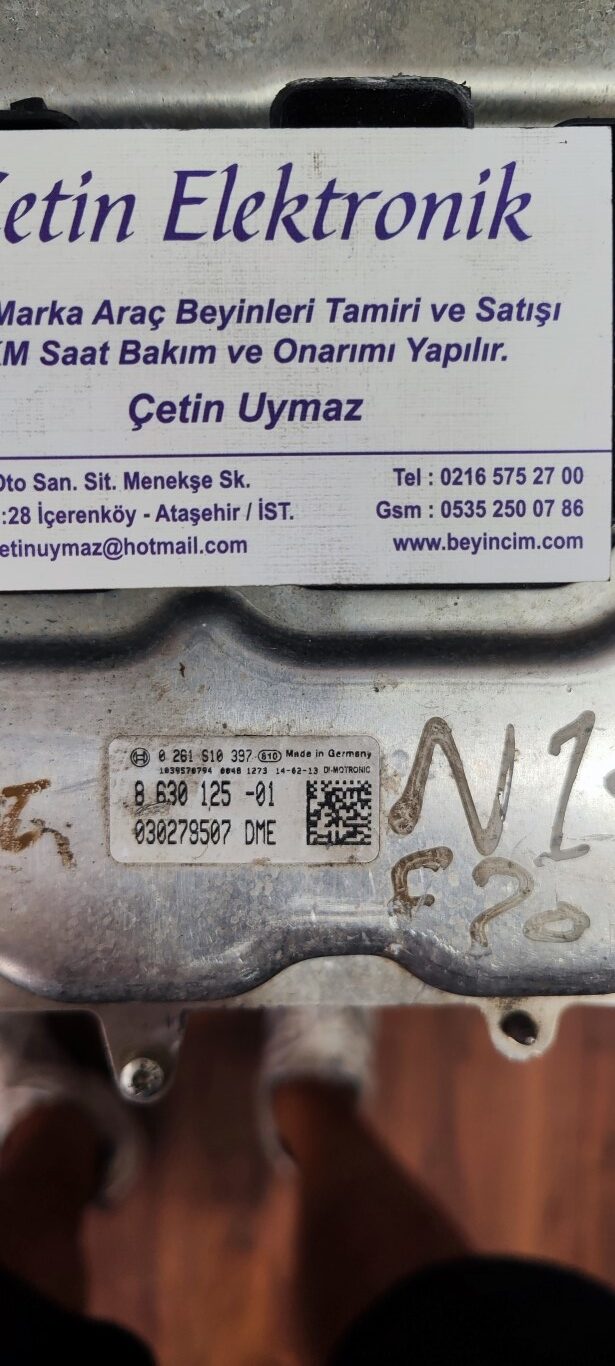 etin Elektronik
Marka Araç Beyinleri Tamiri ve Satışı
M Saat Bakım ve Onarımı Yapılır.
Çetin Uymaz
Oto San. Sit. Menekşe Sk.
:28 İçerenköy - Ataşehir / İST.
etinuymaz@hotmail.com
Tel : 0216 575 27 00
Gsm : 0535 250 07 86
www.beyincim.com
0 261 S10 397 610 Made in Germany
1039S70794 0048 1273 14-02-13 DI-MOTRONIC
8 630 125 -01
030279507 DME
N1
F20